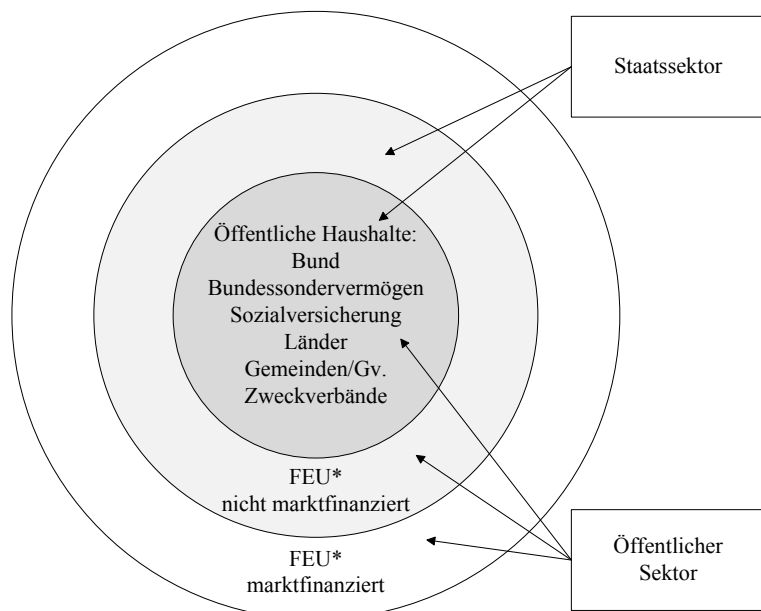 Staatssektor
Öffentliche Haushalte:
Bund
Bundessondervermögen
Sozialversicherung
Länder
Gemeinden/Gv.
Zweckverbände
FEU*
nicht marktfinanziert
FEU*
marktfinanziert
Öffentlicher
Sektor